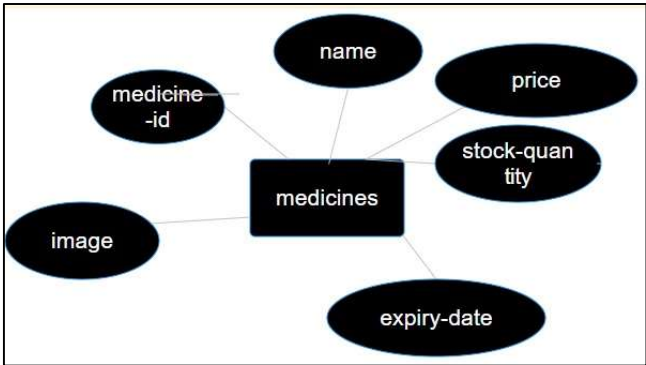 name
price
medicine
-id
stock-quan
tity
medicines
image
expiry-date